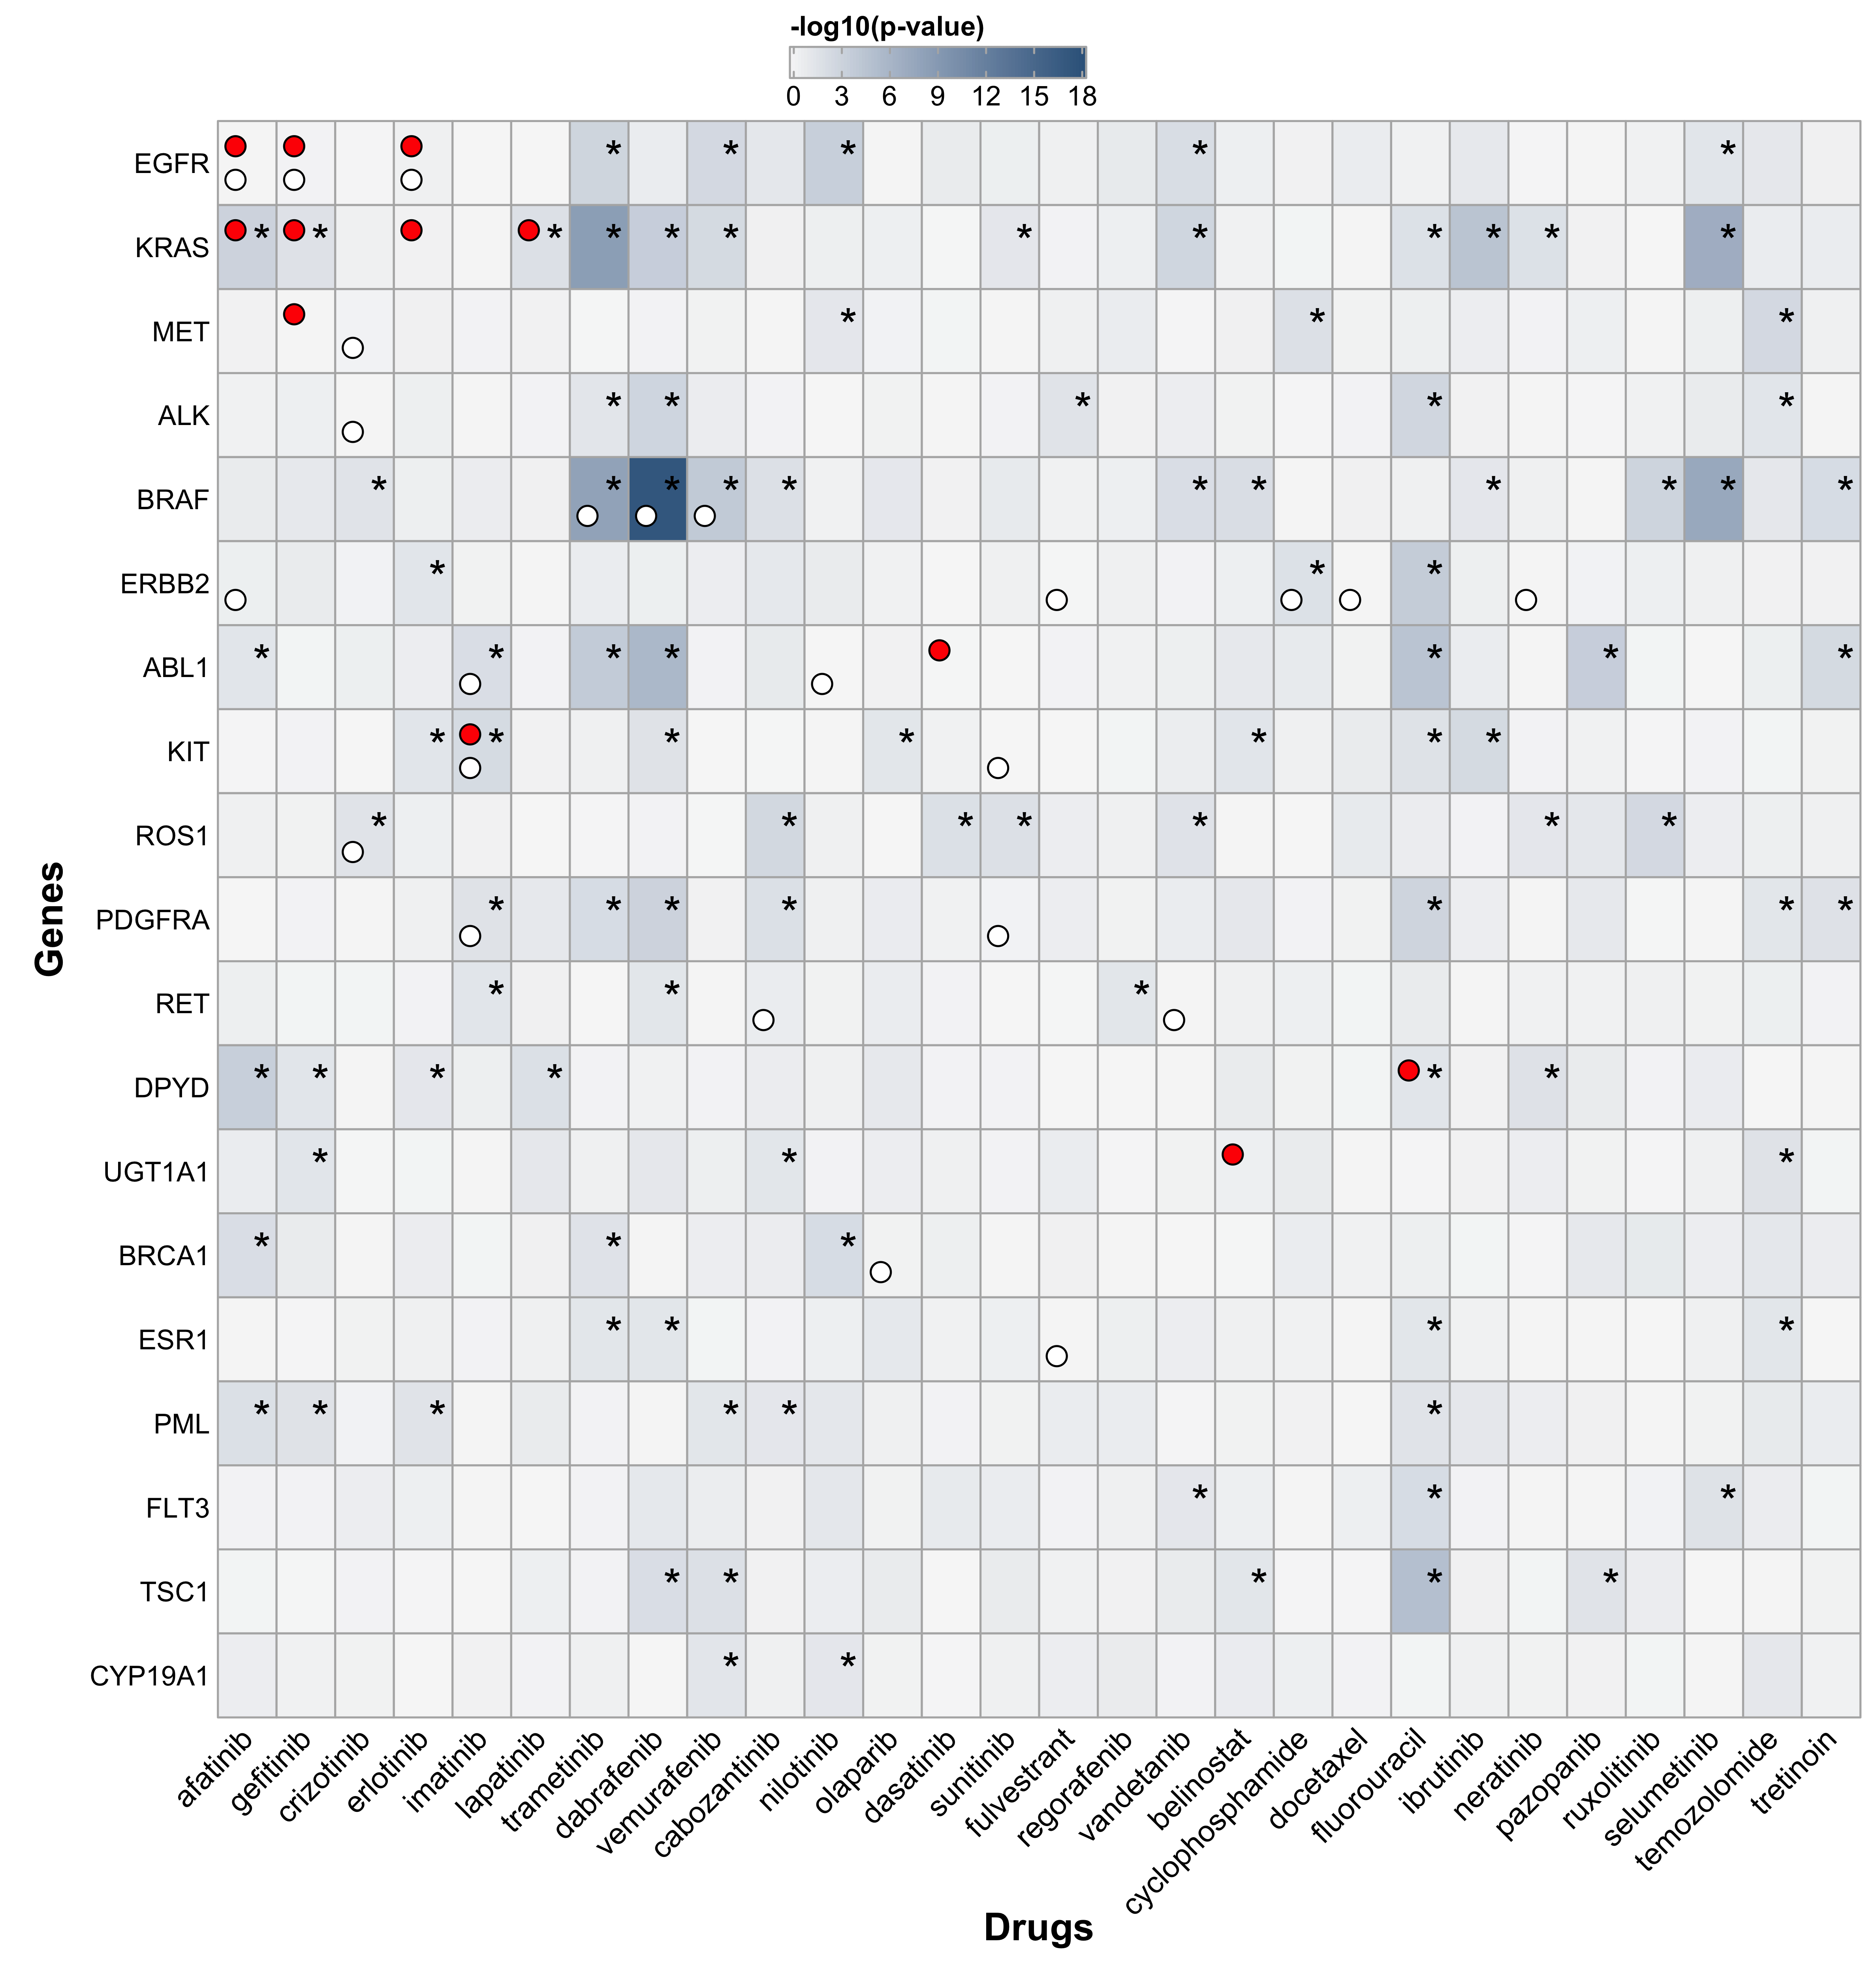 -log10(p-value)
0 3 6 9 12 15 18
EGFR * * * * *
KRAS * * * * * * * * * * * *
MET * * *
ALK * * * * *
BRAF * * * * * * * * * * *
ERBB2 * * *
ABL1 * * * * * * *
KIT * * * * * * *
ROS1 * * * * * * *
PDGFRA * * * * * * *
RET * * *
DPYD * * * * * *
UGT1A1 * * *
BRCA1 * * *
ESR1 * * * *
PML * * * * * *
FLT3 * * *
TSC1 * * * * *
CYP19A1 * *
Genes
afatinib
gefitinib
crizotinib
erlotinib
imatinib
lapatinib
trametinib
dabrafenib
vemurafenib
cabozantinib
nilotinib
olaparib
dasatinib
sunitinib
fulvestrant
regorafenib
vandetanib
belinostat
cyclophosphamide
docetaxel
fluorouracil
ibrutinib
neratinib
pazopanib
ruxolitinib
selumetinib
temozolomide
tretinoin
Drugs